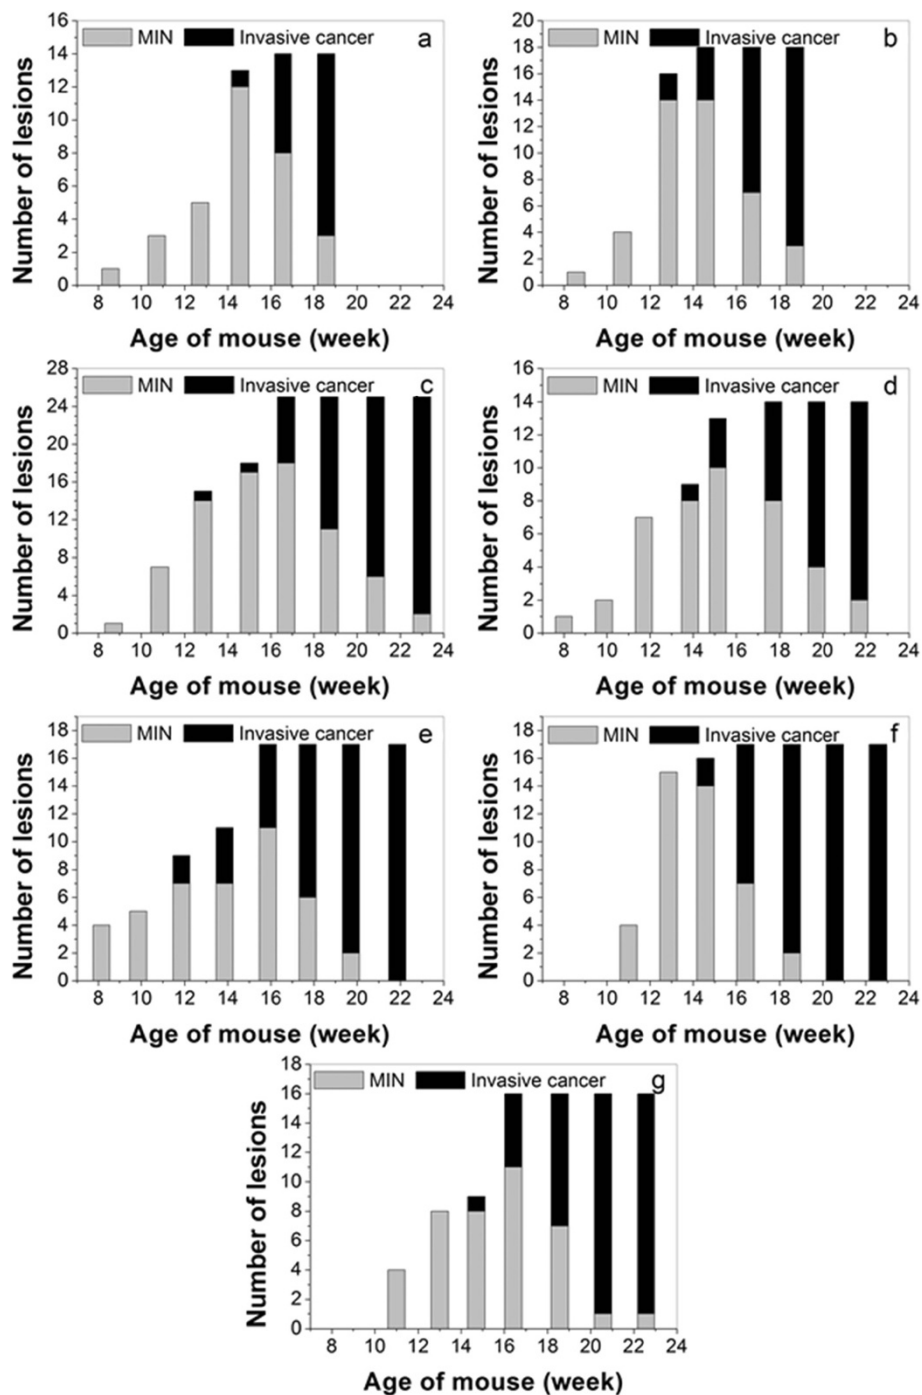 MIN Invasive cancer a
Number of lesions
16
14
12
10
8
6
4
2
0
8 10 12 14 16 18 20 22 24
Age of mouse (week)
MIN Invasive cancer b
Number of lesions
20
18
16
14
12
10
8
6
4
2
0
8 10 12 14 16 18 20 22 24
Age of mouse (week)
MIN Invasive cancer c
Number of lesions
28
24
20
16
12
8
4
0
8 10 12 14 16 18 20 22 24
Age of mouse (week)
MIN Invasive cancer d
Number of lesions
16
14
12
10
8
6
4
2
0
8 10 12 14 16 18 20 22 24
Age of mouse (week)
MIN Invasive cancer e
Number of lesions
18
16
14
12
10
8
6
4
2
0
8 10 12 14 16 18 20 22 24
Age of mouse (week)
MIN Invasive cancer f
Number of lesions
18
16
14
12
10
8
6
4
2
0
8 10 12 14 16 18 20 22 24
Age of mouse (week)
MIN Invasive cancer g
Number of lesions
18
16
14
12
10
8
6
4
2
0
8 10 12 14 16 18 20 22 24
Age of mouse (week)